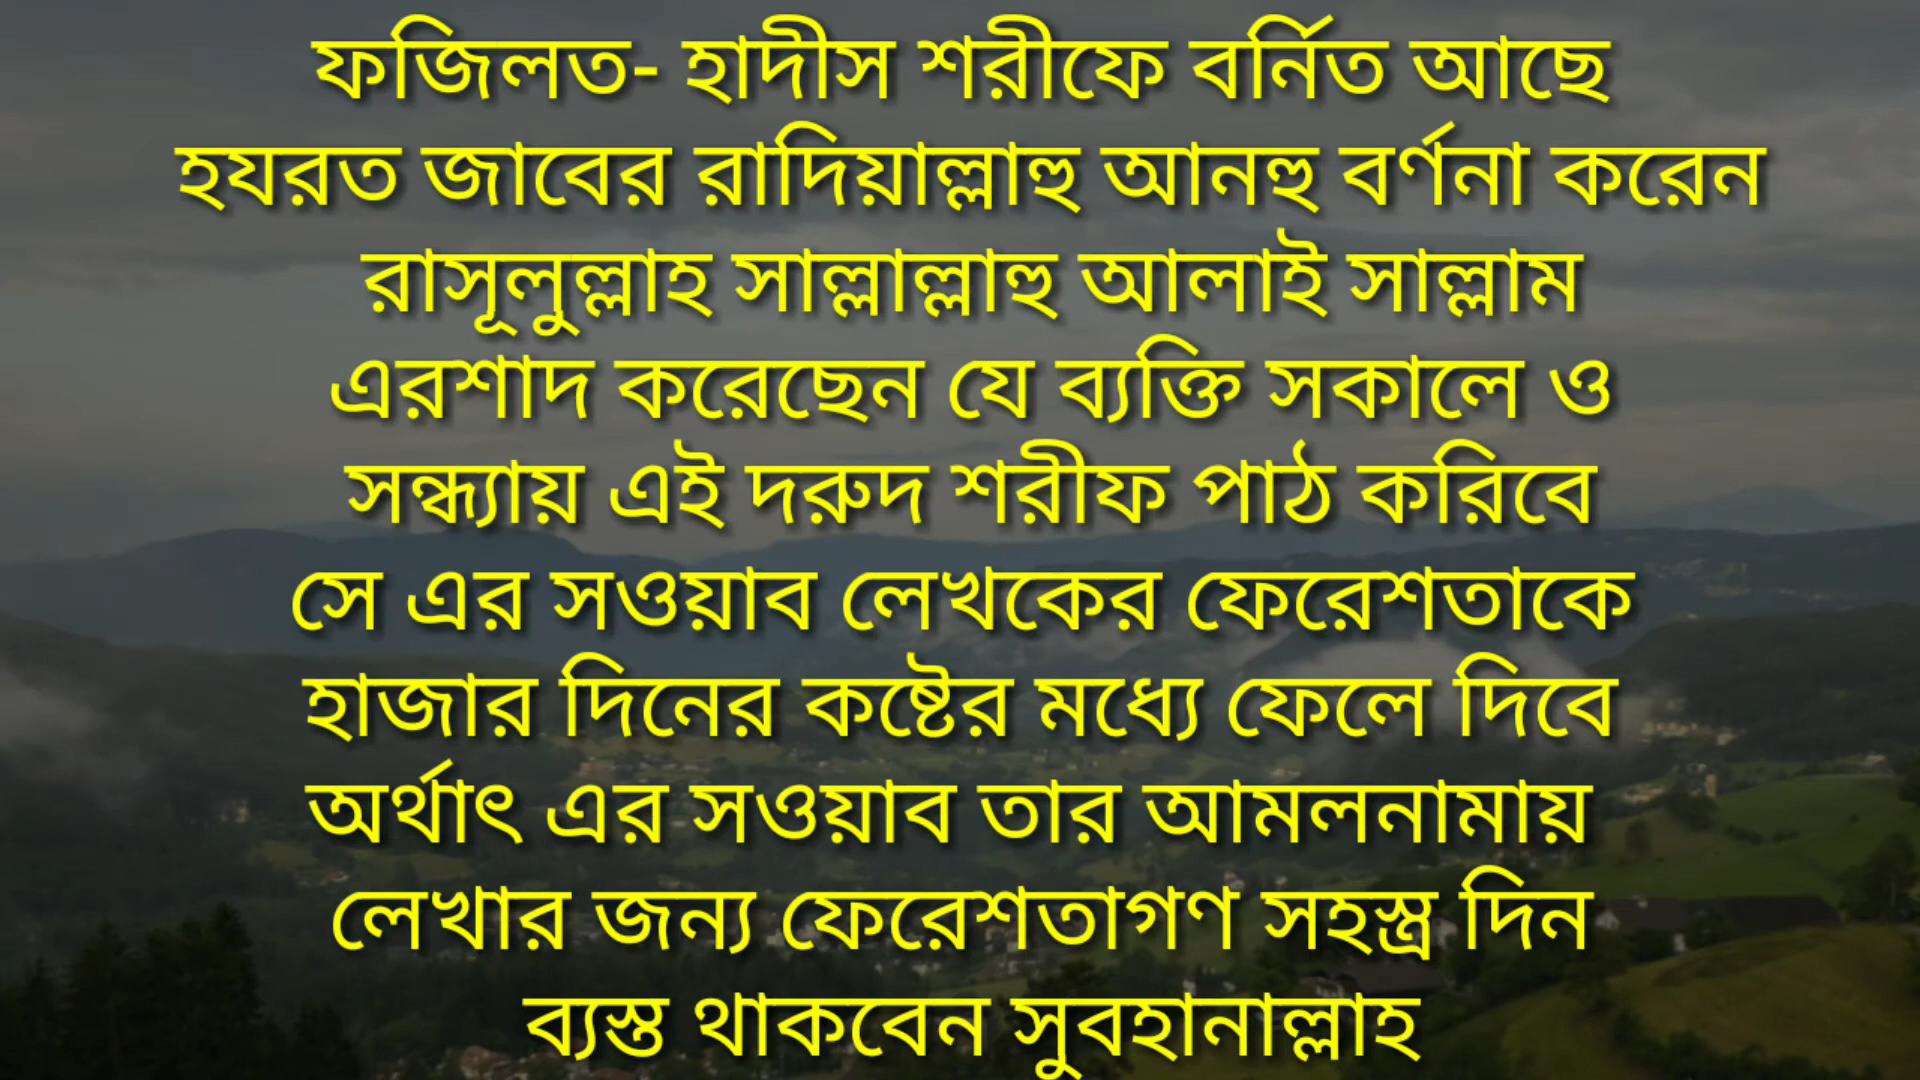 ফজিলত- হাদীস শরীফে বর্নিত আছে
হযরত জাবের রাদিয়াল্লাহু আনহু বর্ণনা করেন
রাসূলুল্লাহ সাল্লাল্লাহু আলাই সাল্লাম
এরশাদ করেছেন যে ব্যক্তি সকালে ও
সন্ধ্যায় এই দরুদ শরীফ পাঠ করিবে
সে এর সওয়াব লেখকের ফেরেশতাকে
হাজার দিনের কষ্টের মধ্যে ফেলে দিবে
অর্থাৎ এর সওয়াব তার আমলনামায়
লেখার জন্য ফেরেশতাগণ সহস্ত্র দিন
ব্যস্ত থাকবেন সুবহানাল্লাহ